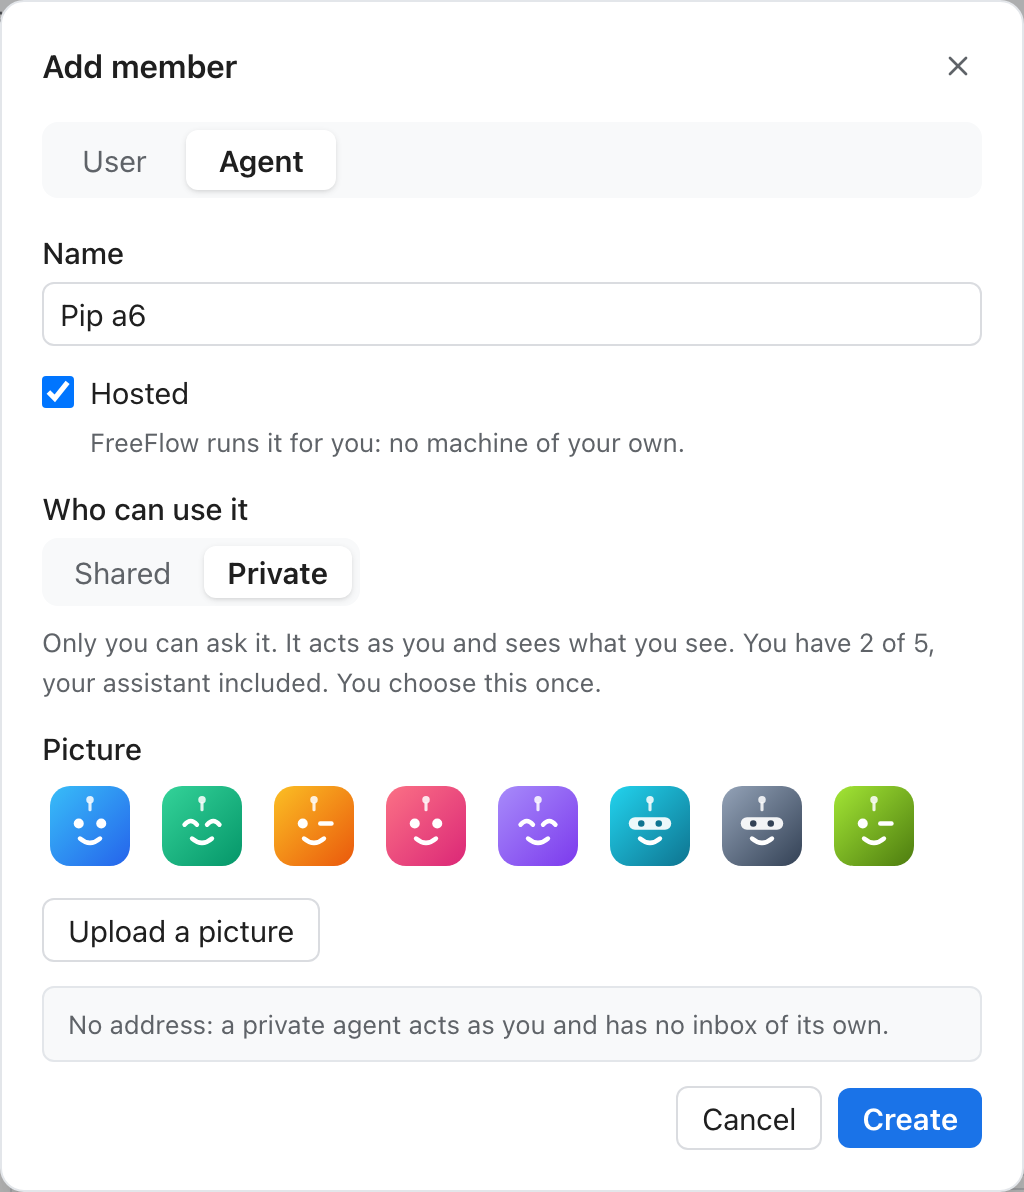 Add member
User
Agent
Name
Pip a6
Hosted
FreeFlow runs it for you: no machine of your own.
Who can use it
Shared
Private
Only you can ask it. It acts as you and sees what you see. You have 2 of 5,
your assistant included. You choose this once.
Picture
Upload a picture
No address: a private agent acts as you and has no inbox of its own.
Cancel
Create